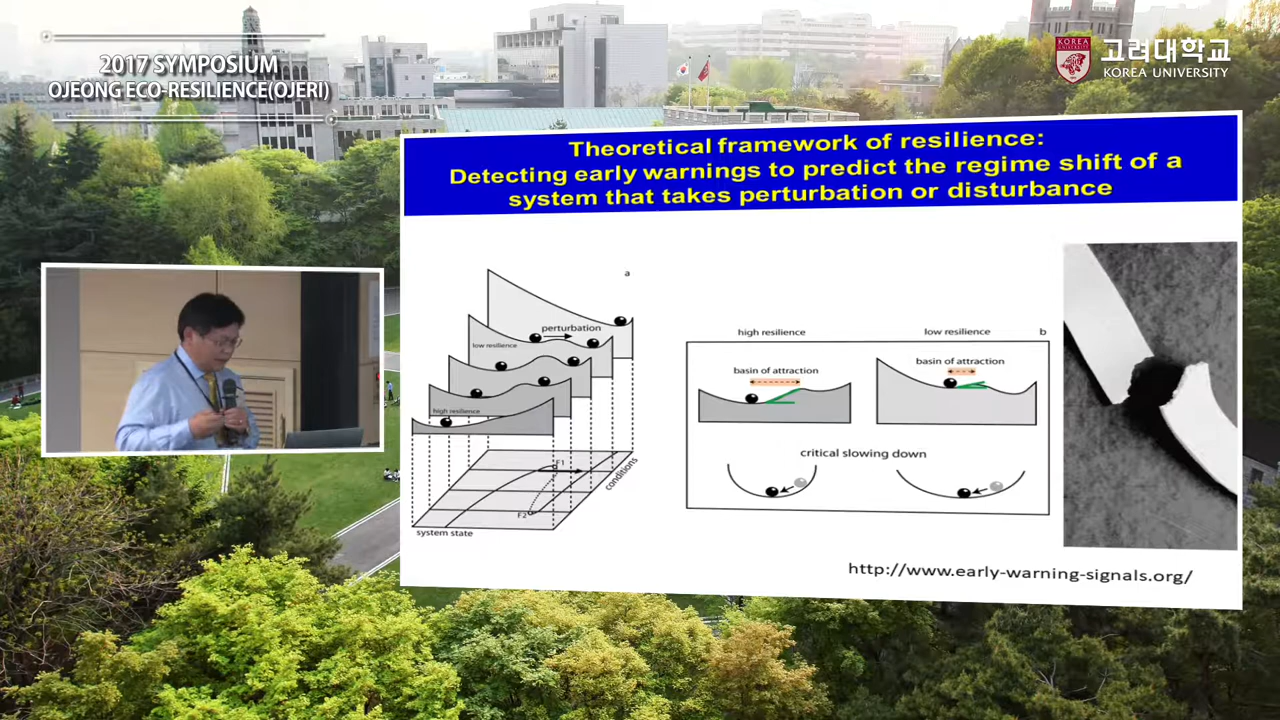 2017 SYMPOSIUM
OJEONG ECO-RESILIENCE(OJERI)
KOREA
고려대학교
KOREA UNIVERSITY
Theoretical framework of resilience:
Detecting early warnings to predict the regime shift of a
system that takes perturbation or disturbance
a
perturbation
low resilience
high resilience
F1
F2
conditions
system state
high resilience
low resilience
b
basin of attraction
basin of attraction
critical slowing down
http://www.early-warning-signals.org/